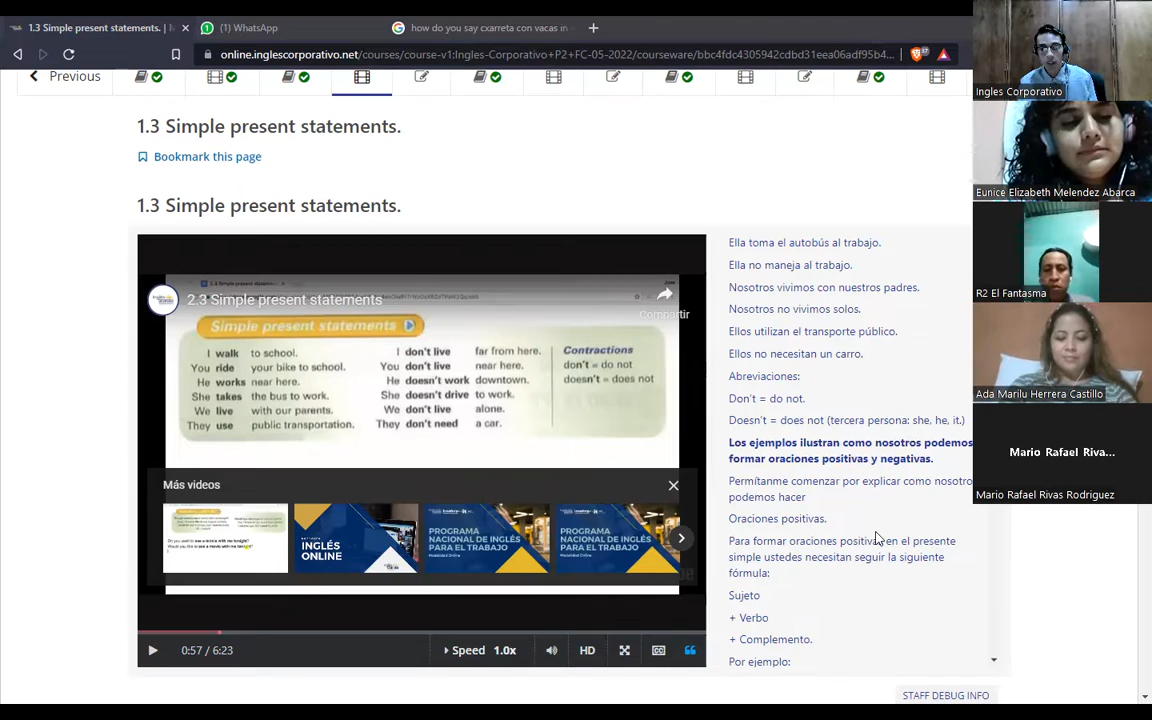 1.3 Simple present statements. |
(1) WhatsApp
how do you say cxarreta con vacas in
online.inglescorporativo.net/courses/course-v1:Ingles-Corporativo+P2+FC-05-2022/courseware/bbc4fdc4305942cdbd31eea06adf95b4...
Previous
1.3 Simple present statements.
Bookmark this page
1.3 Simple present statements.
2.3 Simple present statements
Compartir
Simple present statements
I walk to school. I don't live far from here. Contractions
You ride your bike to school. You don't live near here. don't = do not
He works near here. He doesn't work downtown. doesn't = does not
She takes the bus to work. She doesn't drive to work.
We live with our parents. We don't live alone.
They use public transportation. They don't need a car.
Más videos
INGLÉS
ONLINE
PROGRAMA
NACIONAL DE INGLÉS
PARA EL TRABAJO
PROGRAMA
NACIONAL DE INGLÉS
PARA EL TRABAJO
0:57 / 6:23
Speed 1.0x
HD
Ella toma el autobús al trabajo.
Ella no maneja al trabajo.
Nosotros vivimos con nuestros padres.
Nosotros no vivimos solos.
Ellos utilizan el transporte público.
Ellos no necesitan un carro.
Abreviaciones:
Don't = do not.
Doesn't = does not (tercera persona: she, he, it.)
Los ejemplos ilustran como nosotros podemos
formar oraciones positivas y negativas.
Permítanme comenzar por explicar como nosotro
podemos hacer
Oraciones positivas.
Para formar oraciones positivas en el presente
simple ustedes necesitan seguir la siguiente
fórmula:
Sujeto
+ Verbo
+ Complemento.
Por ejemplo:
STAFF DEBUG INFO
Ingles Corporativo
Eunice Elizabeth Melendez Abarca
R2 El Fantasma
Ada Marilu Herrera Castillo
Mario Rafael Riva...
Mario Rafael Rivas Rodriguez